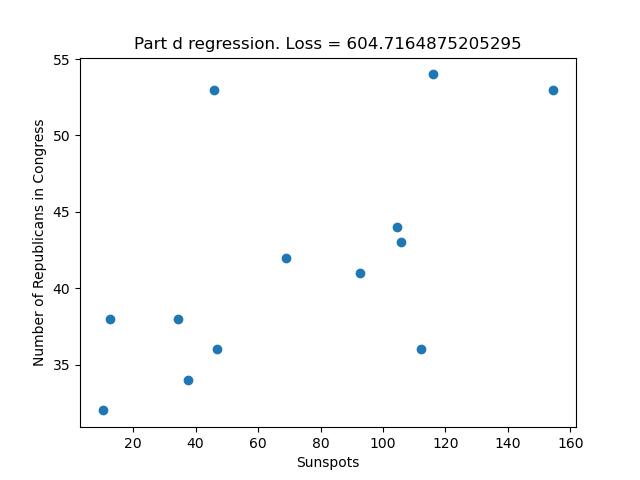 Part d regression. Loss = 604.7164875205295
55
50
45
40
35
Number of Republicans in Congress
20 40 60 80 100 120 140 160
Sunspots